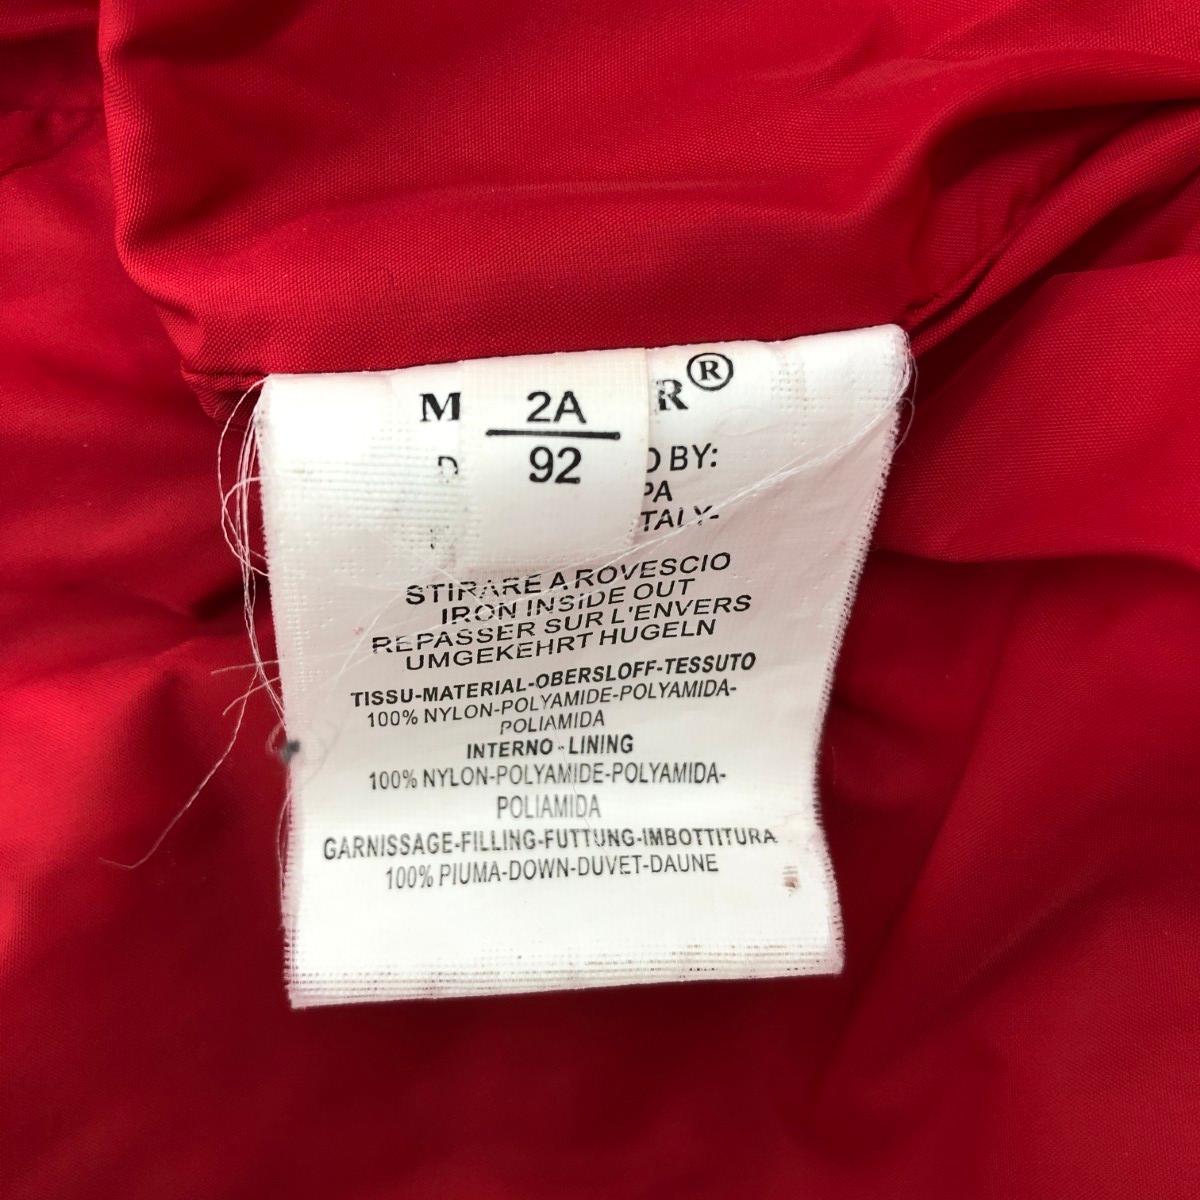 M R®
2A
92
D D BY:
PA
ITALY-
STIRARE A ROVESCIO
IRON INSIDE OUT
REPASSER SUR L'ENVERS
UMGEKEHRT HUGELN
TISSU-MATERIAL-OBERSLOFF-TESSUTO
100% NYLON-POLYAMIDE-POLYAMIDA-
POLIAMIDA
INTERNO-LINING
100% NYLON-POLYAMIDE-POLYAMIDA-
POLIAMIDA
GARNISSAGE-FILLING-FUTTUNG-IMBOTTITURA
100% PIUMA-DOWN-DUVET-DAUNE